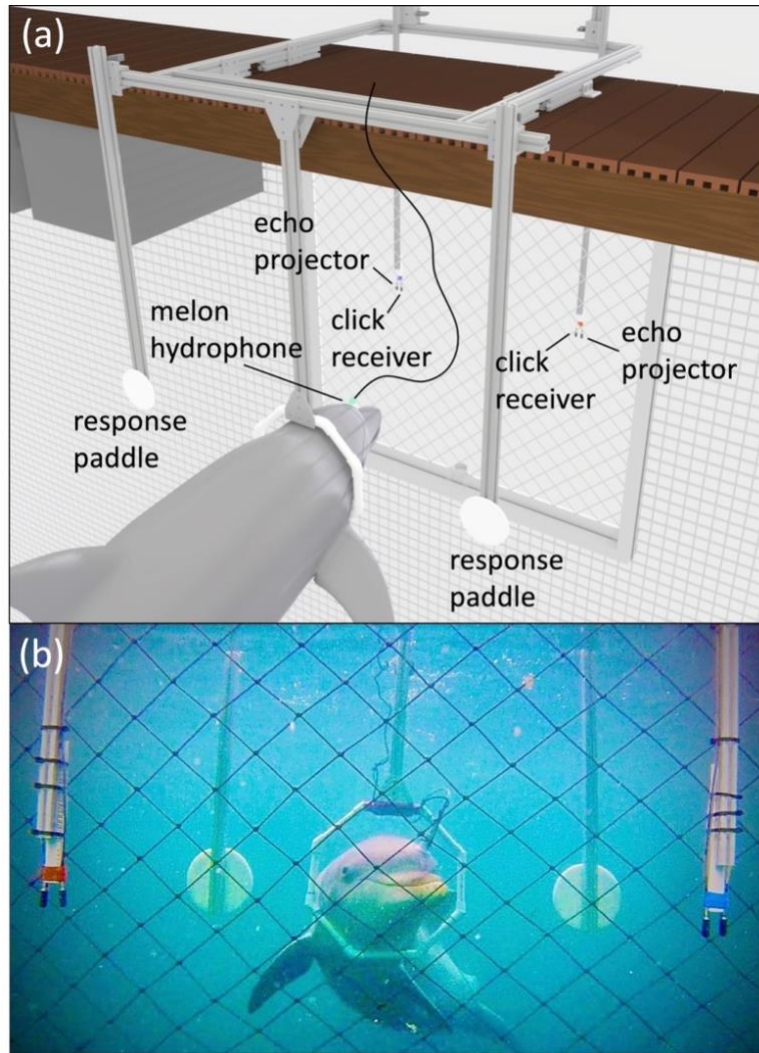 (a)
echo
projector
click
receiver
melon
hydrophone
click
receiver
echo
projector
response
paddle
response
paddle
(b)